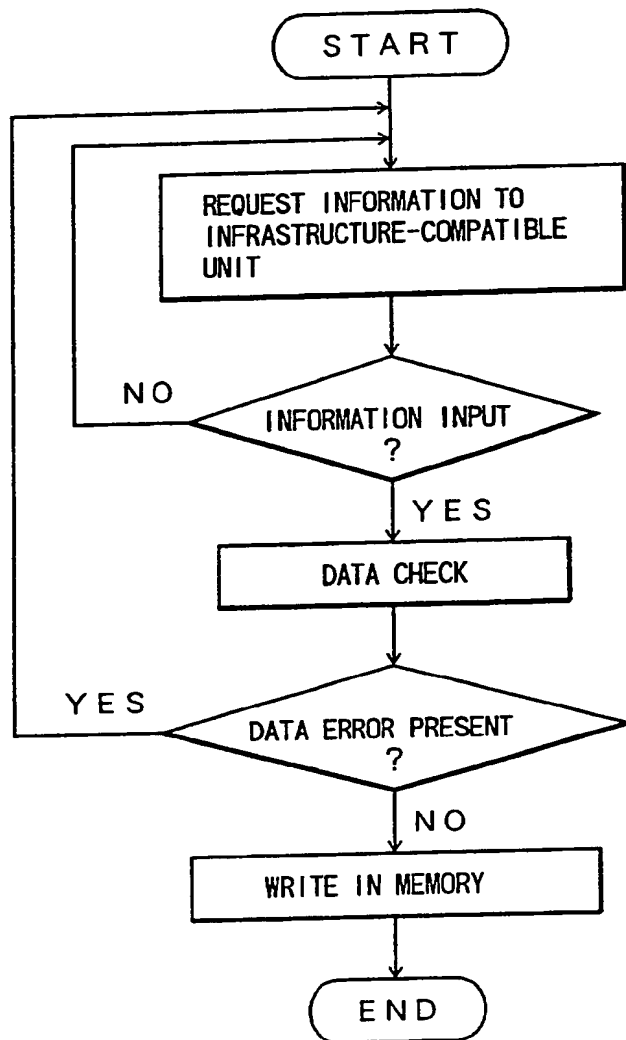 START
REQUEST INFORMATION TO
INFRASTRUCTURE-COMPATIBLE
UNIT
NO
INFORMATION INPUT
?
YES
DATA CHECK
YES
DATA ERROR PRESENT
?
NO
WRITE IN MEMORY
END